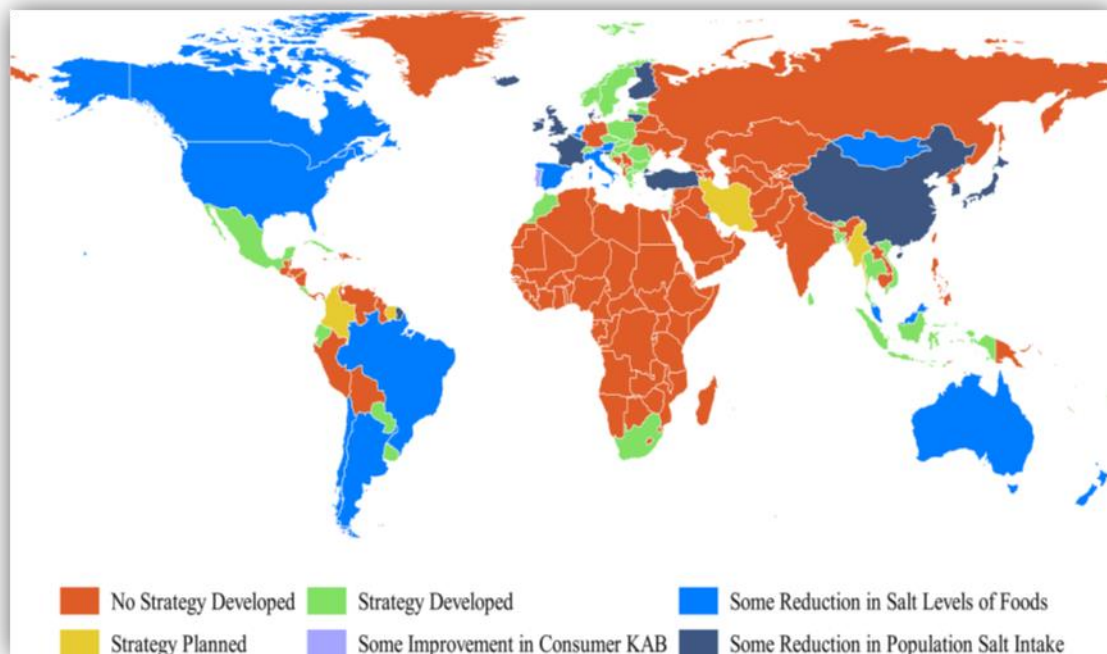 No Strategy Developed
Strategy Developed
Some Reduction in Salt Levels of Foods
Strategy Planned
Some Improvement in Consumer KAB
Some Reduction in Population Salt Intake